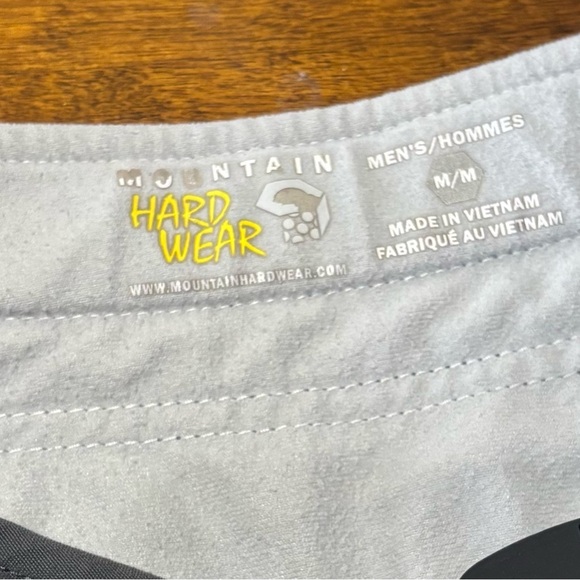 MOUNTAIN
HARD
WEAR
WWW.MOUNTAINHARDWEAR.COM
MEN'S/HOMMES
M/M
MADE IN VIETNAM
FABRIQUÉ AU VIETNAM